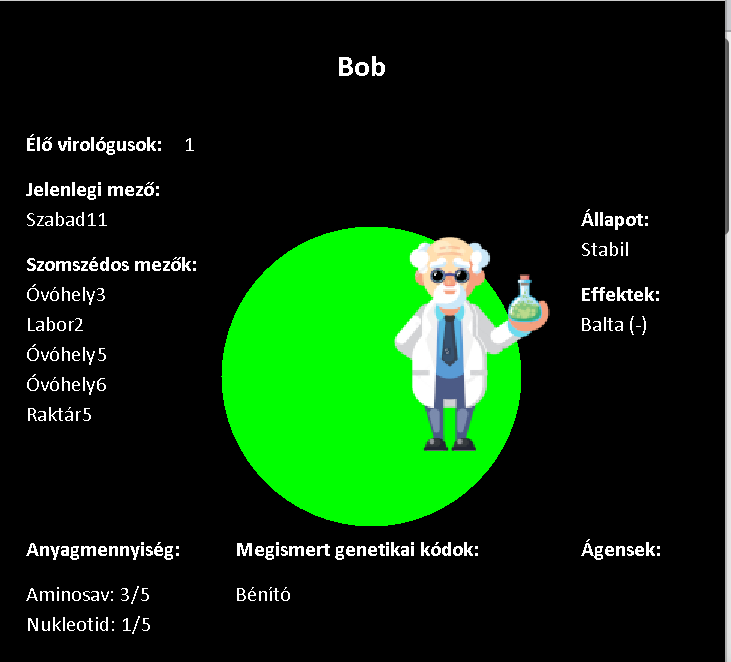 Bob
Élő virológusok: 1
Jelenlegi mező:
Szabad11
Szomszédos mezők:
Óvóhely3
Labor2
Óvóhely5
Óvóhely6
Raktár5
Állapot:
Stabil
Effektek:
Balta (-)
Anyagmennyiség:
Aminosav: 3/5
Nukleotid: 1/5
Megismert genetikai kódok:
Bénító
Ágensek: